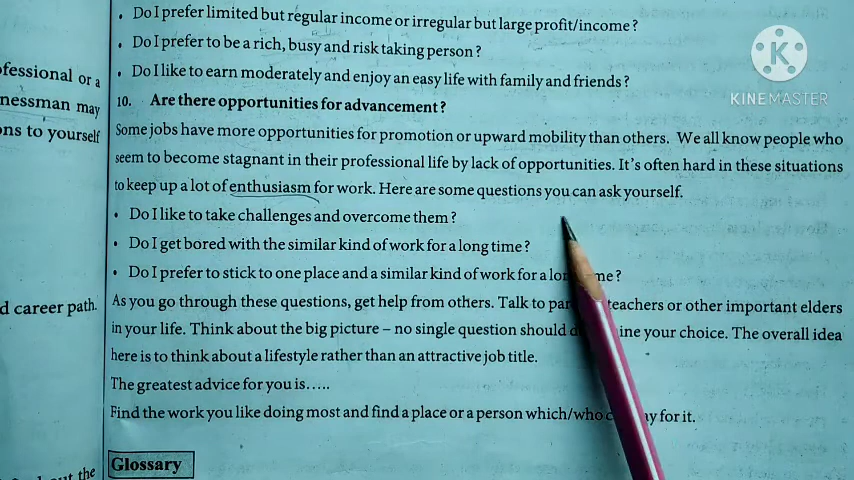 • Do I prefer limited but regular income or irregular but large profit/income?
• Do I prefer to be a rich, busy and risk taking person?
• Do I like to earn moderately and enjoy an easy life with family and friends?
10. Are there opportunities for advancement?
Some jobs have more opportunities for promotion or upward mobility than others. We all know people who
seem to become stagnant in their professional life by lack of opportunities. It's often hard in these situations
to keep up a lot of enthusiasm for work. Here are some questions you can ask yourself.
• Do I like to take challenges and overcome them?
• Do I get bored with the similar kind of work for a long time?
• Do I prefer to stick to one place and a similar kind of work for a
As you go through these questions, get help from others. Talk to teachers or other important elders
in your life. Think about the big picture – no single question should your choice. The overall idea
here is to think about a lifestyle rather than an attractive job title.
The greatest advice for you is.....
Find the work you like doing most and find a place or a person which/who for it.
Glossary
or a
may
to yourself
career path.
the
KINEMASTER